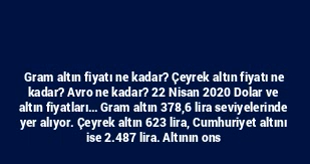 Gram altın fiyatı ne kadar? Çeyrek altın fiyatı ne
kadar? Avro ne kadar? 22 Nisan 2020 Dolar ve
altın fiyatları... Gram altın 378,6 lira seviyelerinde
yer alıyor. Çeyrek altın 623 lira, Cumhuriyet altını
ise 2.487 lira. Altının ons